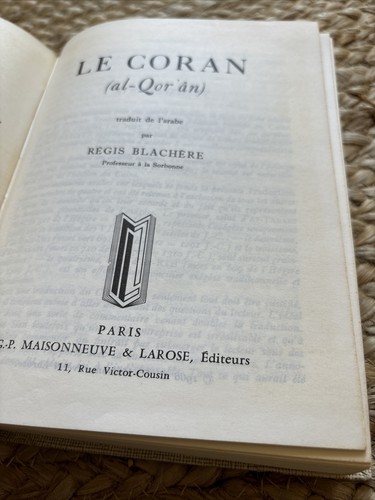 LE CORAN
(al-Qor'ân)
traduit de l'arabe
par
RÉGIS BLACHÈRE
Professeur à la Sorbonne
PARIS
G.-P. MAISONNEUVE & LAROSE, Éditeurs
11, Rue Victor-Cousin